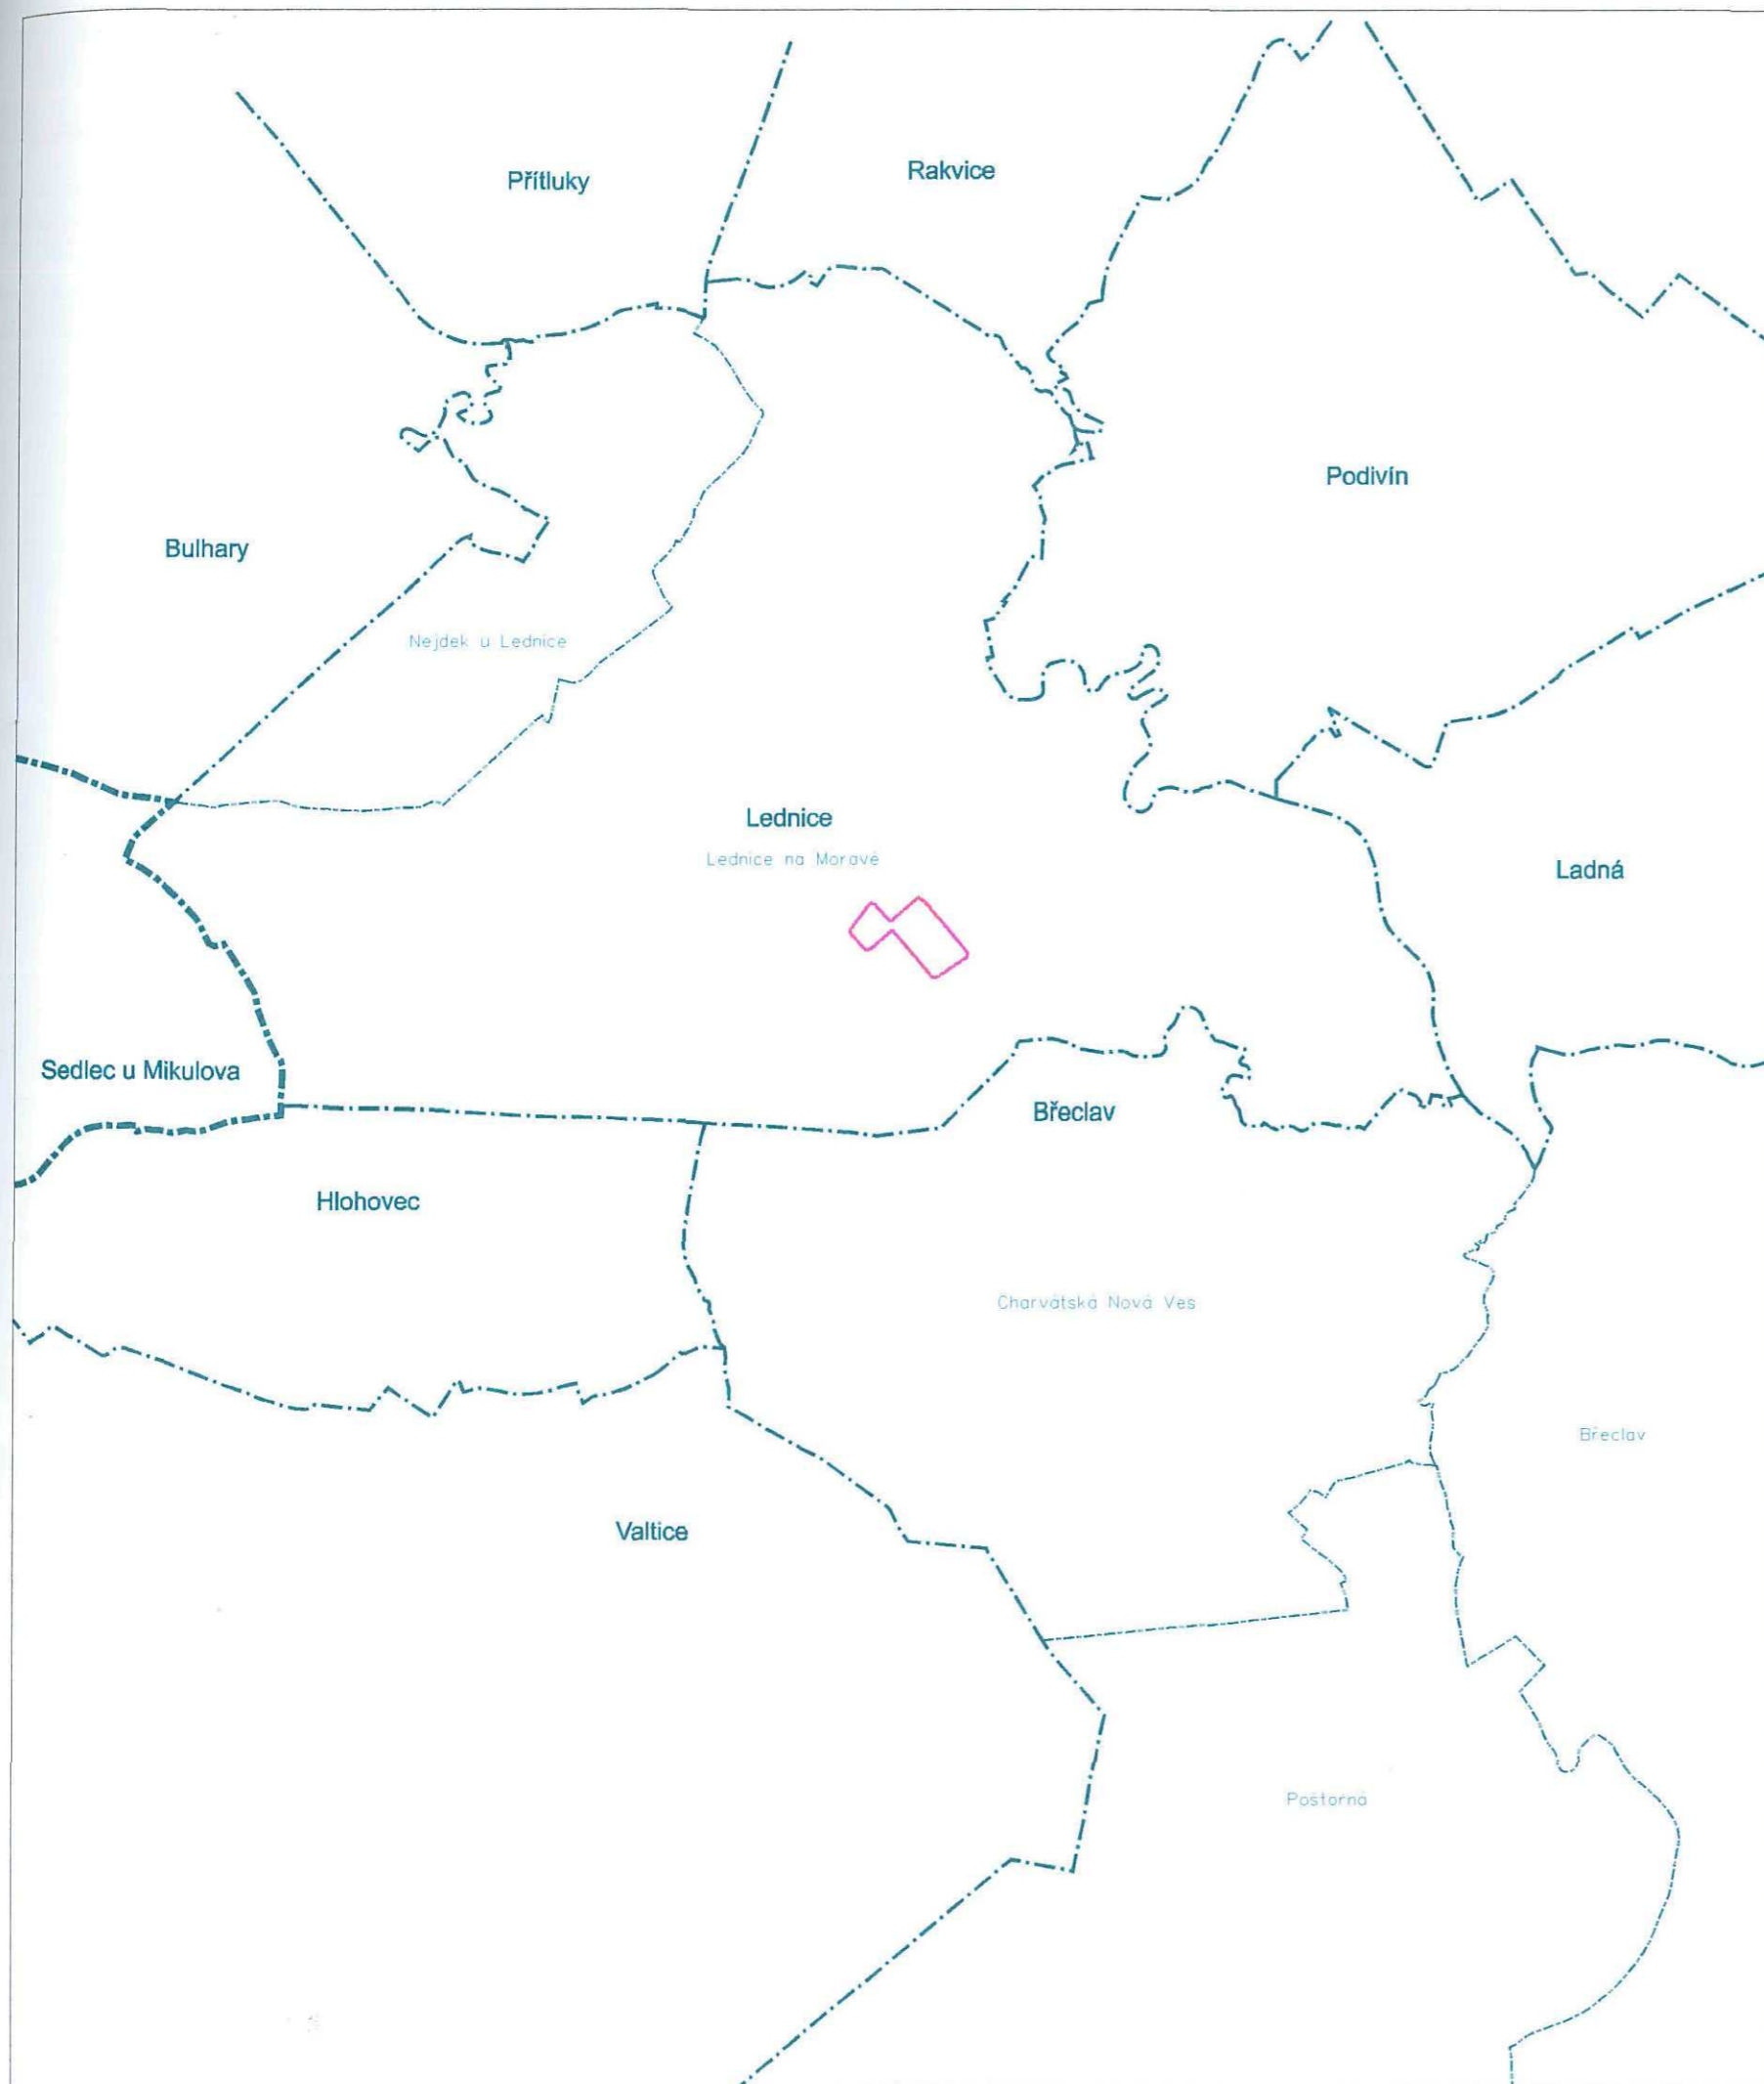 Přítluky
Rakvice
Podivín
Bulhary
Nejdek u Lednice
Lednice
Lednice na Moravě
Ladná
Sedlec u Mikulova
Břeclav
Hlohovec
Charvátská Nová Ves
Břeclav
Valtice
Poštorná